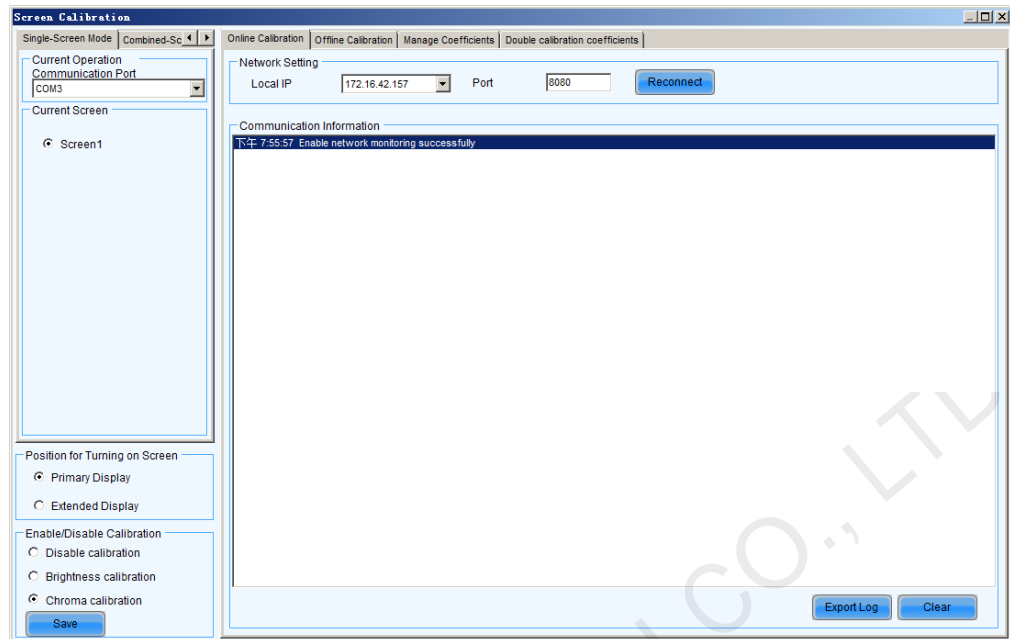 Screen Calibration
Single-Screen Mode
Combined-Sc
Current Operation
Communication Port
COM3
Current Screen
Screen1
Position for Turning on Screen
Primary Display
Extended Display
Enable/Disable Calibration
Disable calibration
Brightness calibration
Chroma calibration
Save
Online Calibration
Offline Calibration
Manage Coefficients
Double calibration coefficients
Network Setting
Local IP 172.16.42.157 Port 8080 Reconnect
Communication Information
下午 7:55:57 Enable network monitoring successfully
Export Log
Clear
CO., LTD